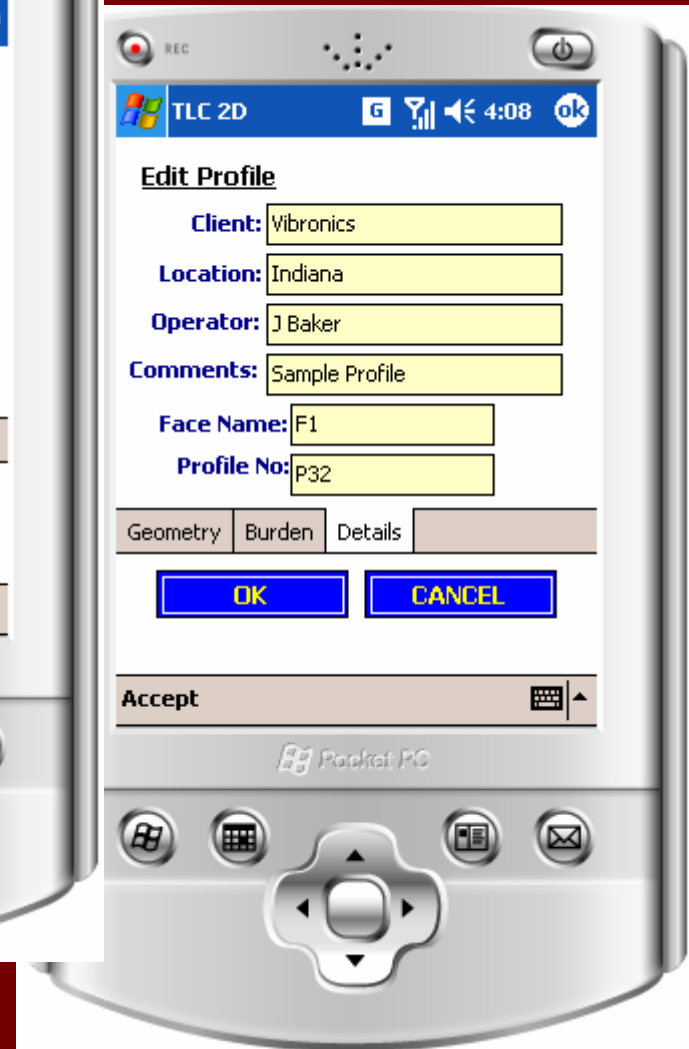 REC
TLC 2D G 4:08 ok
Edit Profile
Client: Vibronics
Location: Indiana
Operator: J Baker
Comments: Sample Profile
Face Name: F1
Profile No: P32
Geometry Burden Details
OK CANCEL
Accept
Pocket PC